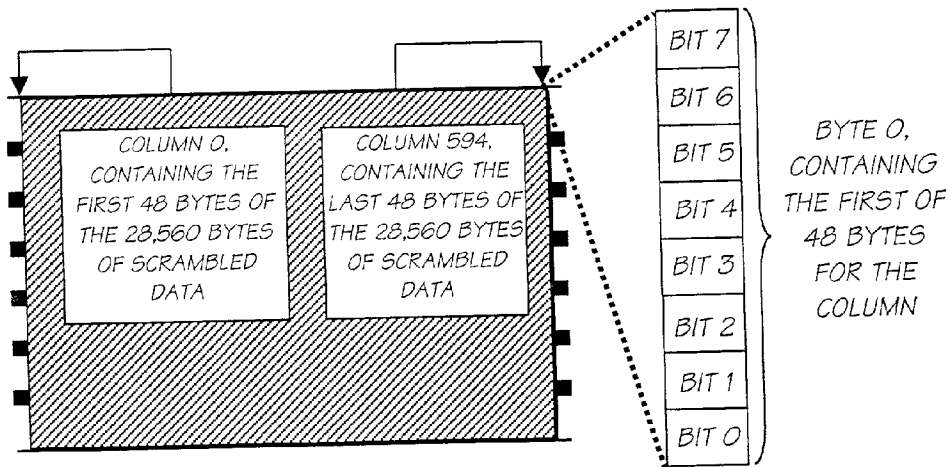 COLUMN 0,
CONTAINING THE
FIRST 48 BYTES OF
THE 28,560 BYTES
OF SCRAMBLED
DATA
COLUMN 594,
CONTAINING THE
LAST 48 BYTES OF
THE 28,560 BYTES
OF SCRAMBLED
DATA
BIT 7
BIT 6
BIT 5
BIT 4
BIT 3
BIT 2
BIT 1
BIT 0
BYTE 0,
CONTAINING
THE FIRST OF
48 BYTES
FOR THE
COLUMN